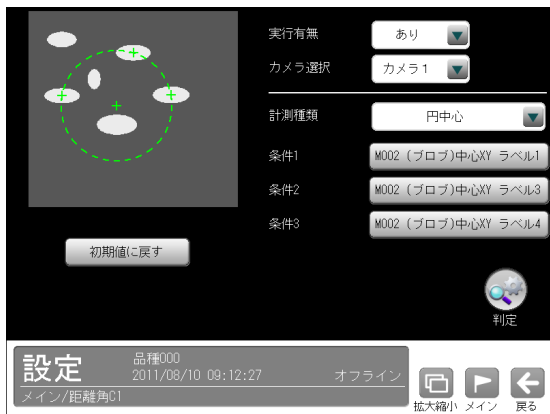 実行有無 あり
カメラ選択 カメラ1
計測種類 円中心
条件1 M002 (ブロブ)中心XY ラベル1
条件2 M002 (ブロブ)中心XY ラベル3
条件3 M002 (ブロブ)中心XY ラベル4
初期値に戻す
判定
設定
品種000
2011/08/10 09:12:27 オフライン
メイン/距離角C1
拡大縮小 メイン 戻る